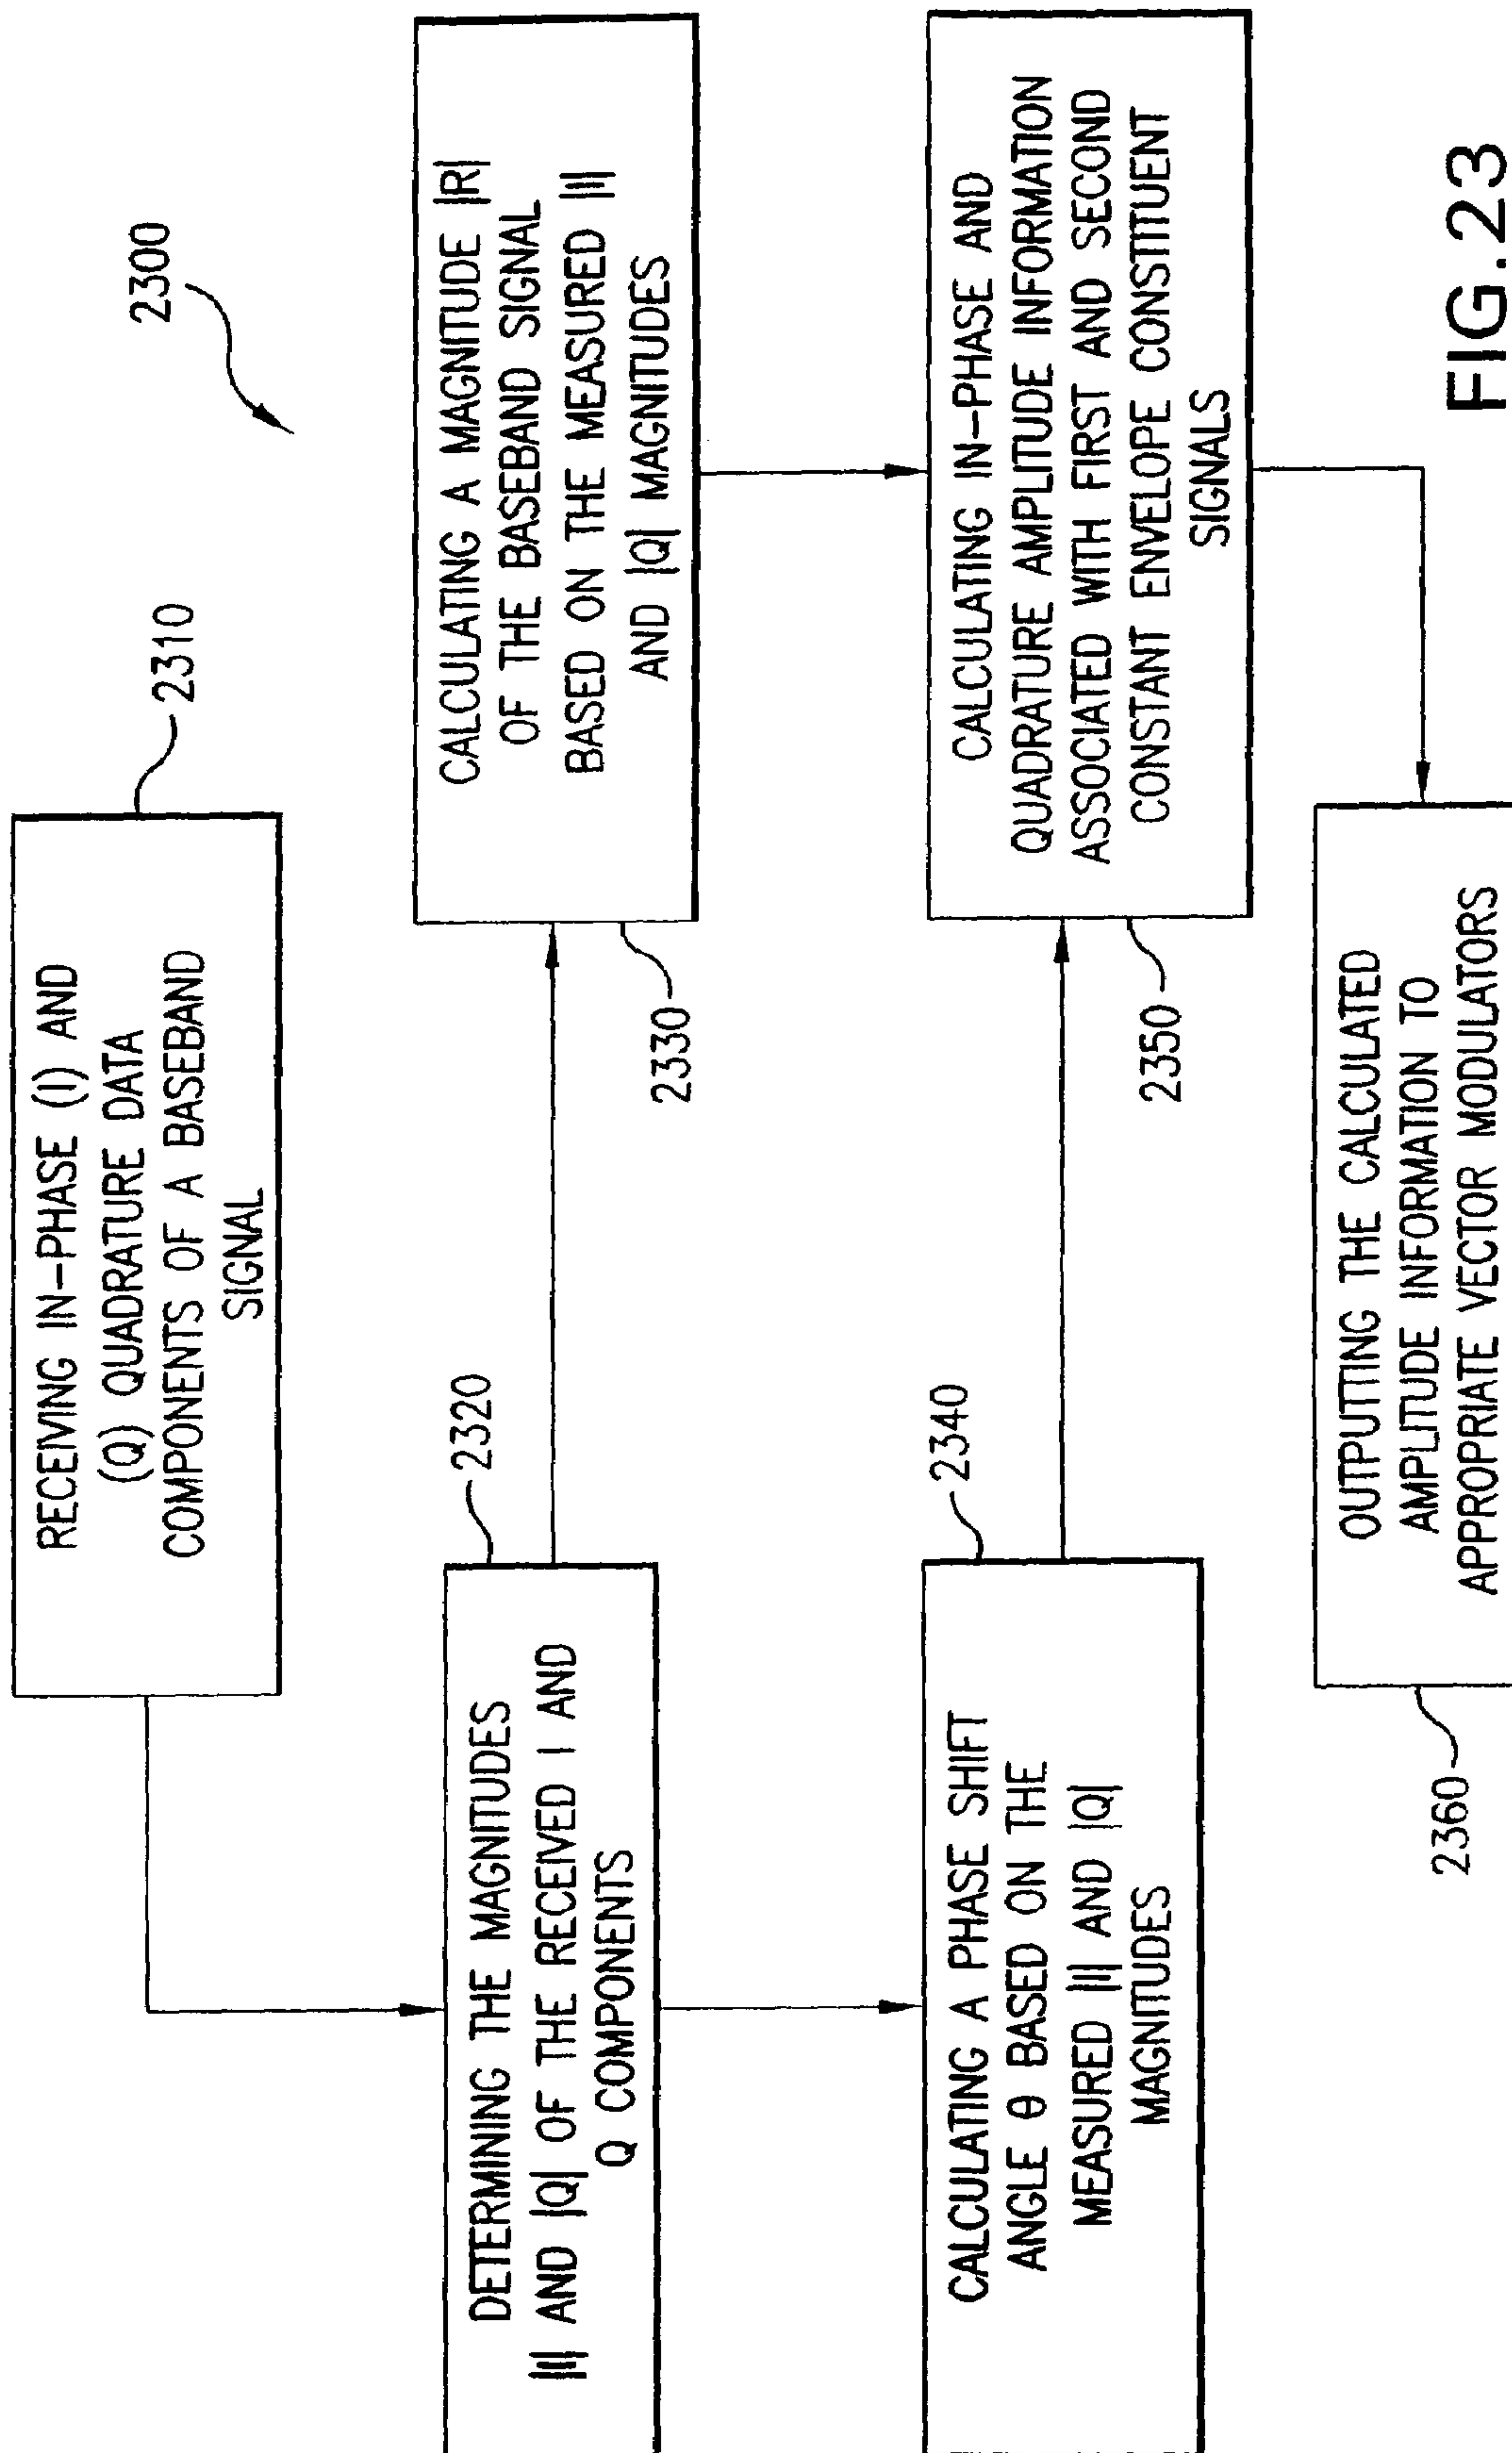 2300
RECEIVING IN-PHASE (I) AND
(Q) QUADRATURE DATA
COMPONENTS OF A BASEBAND
SIGNAL
2310
DETERMINING THE MAGNITUDES
|I| AND |Q| OF THE RECEIVED I AND
Q COMPONENTS
2320
CALCULATING A MAGNITUDE |R|
OF THE BASEBAND SIGNAL
BASED ON THE MEASURED |I|
AND |Q| MAGNITUDES
2330
CALCULATING A PHASE SHIFT
ANGLE θ BASED ON THE
MEASURED |I| AND |Q|
MAGNITUDES
2340
CALCULATING IN-PHASE AND
QUADRATURE AMPLITUDE INFORMATION
ASSOCIATED WITH FIRST AND SECOND
CONSTANT ENVELOPE CONSTITUENT
SIGNALS
2350
OUTPUTTING THE CALCULATED
AMPLITUDE INFORMATION TO
APPROPRIATE VECTOR MODULATORS
2360
FIG.23